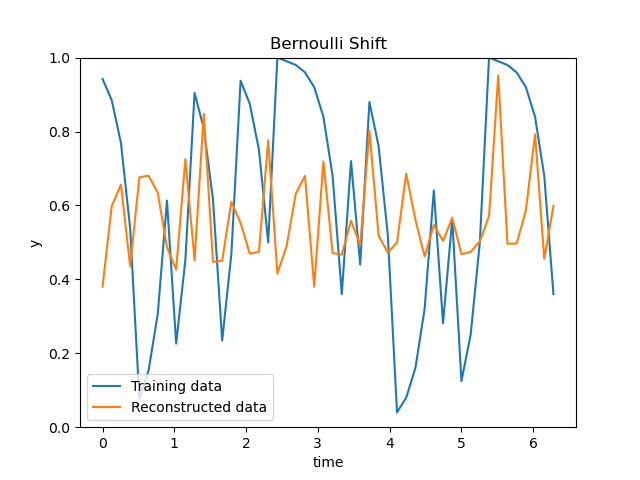 Bernoulli Shift
1.0
0.8
0.6
0.4
0.2
0.0
y
Training data
Reconstructed data
0 1 2 3 4 5 6
time